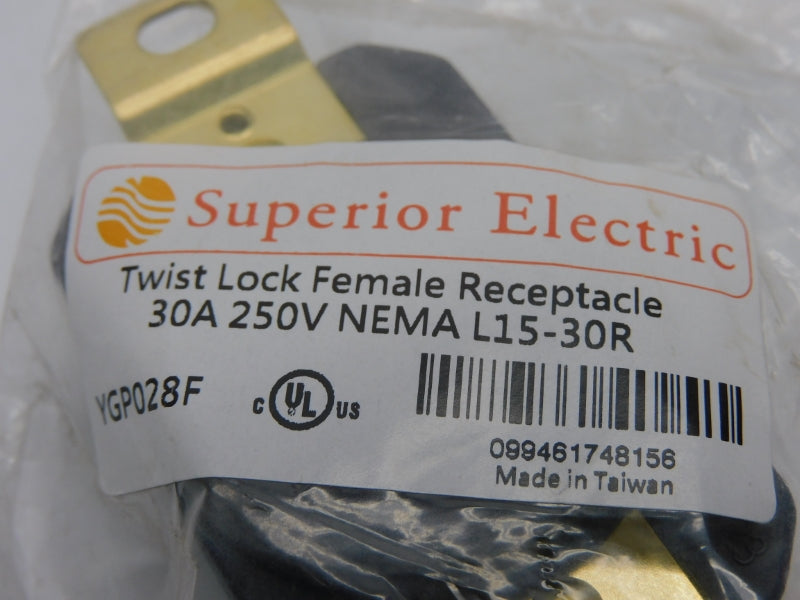 Superior Electric
Twist Lock Female Receptacle
30A 250V NEMA L15-30R
YGP028F
C UL US
099461748156
Made in Taiwan